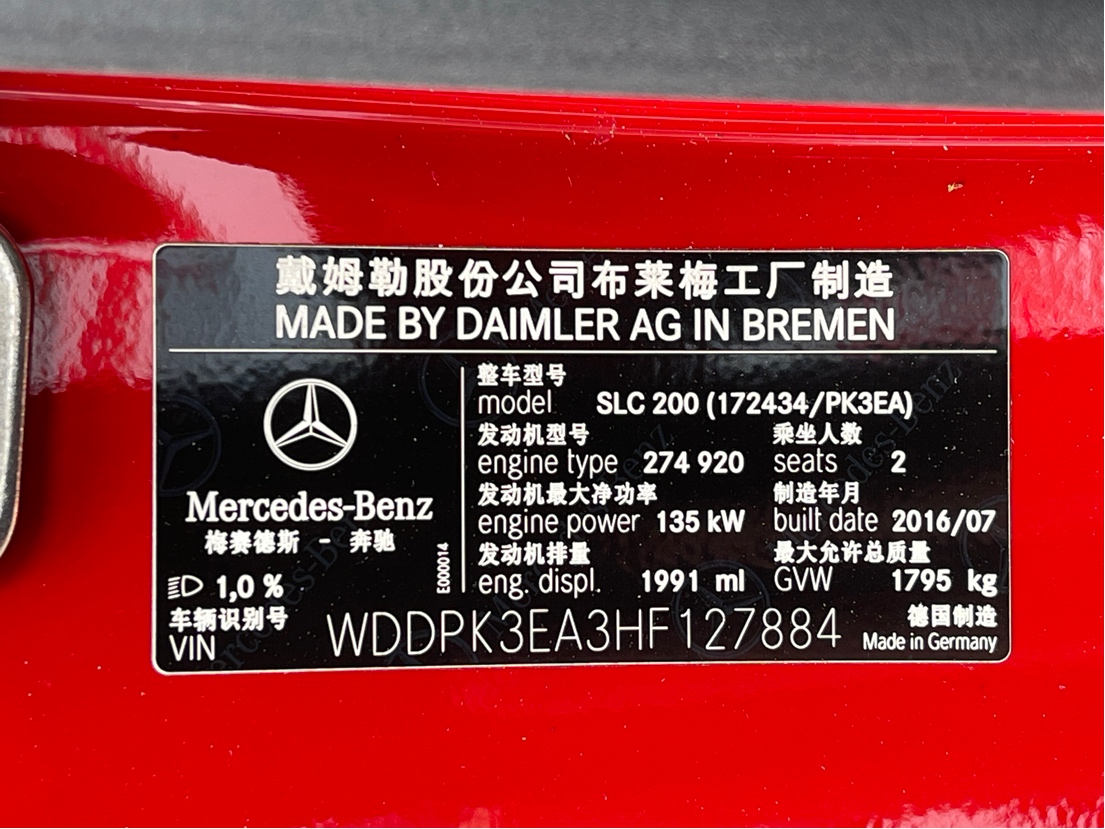 戴姆勒股份公司布莱梅工厂制造
MADE BY DAIMLER AG IN BREMEN
Mercedes-Benz
梅赛德斯 - 奔驰
1,0 %
E000014
整车型号
model SLC 200 (172434/PK3EA)
发动机型号 乘坐人数
engine type 274 920 seats 2
发动机最大净功率 制造年月
engine power 135 kW built date 2016/07
发动机排量 最大允许总质量
eng. displ. 1991 ml GVW 1795 kg
车辆识别号 德国制造
VIN WDDPK3EA3HF127884 Made in Germany
Mercedes-Benz